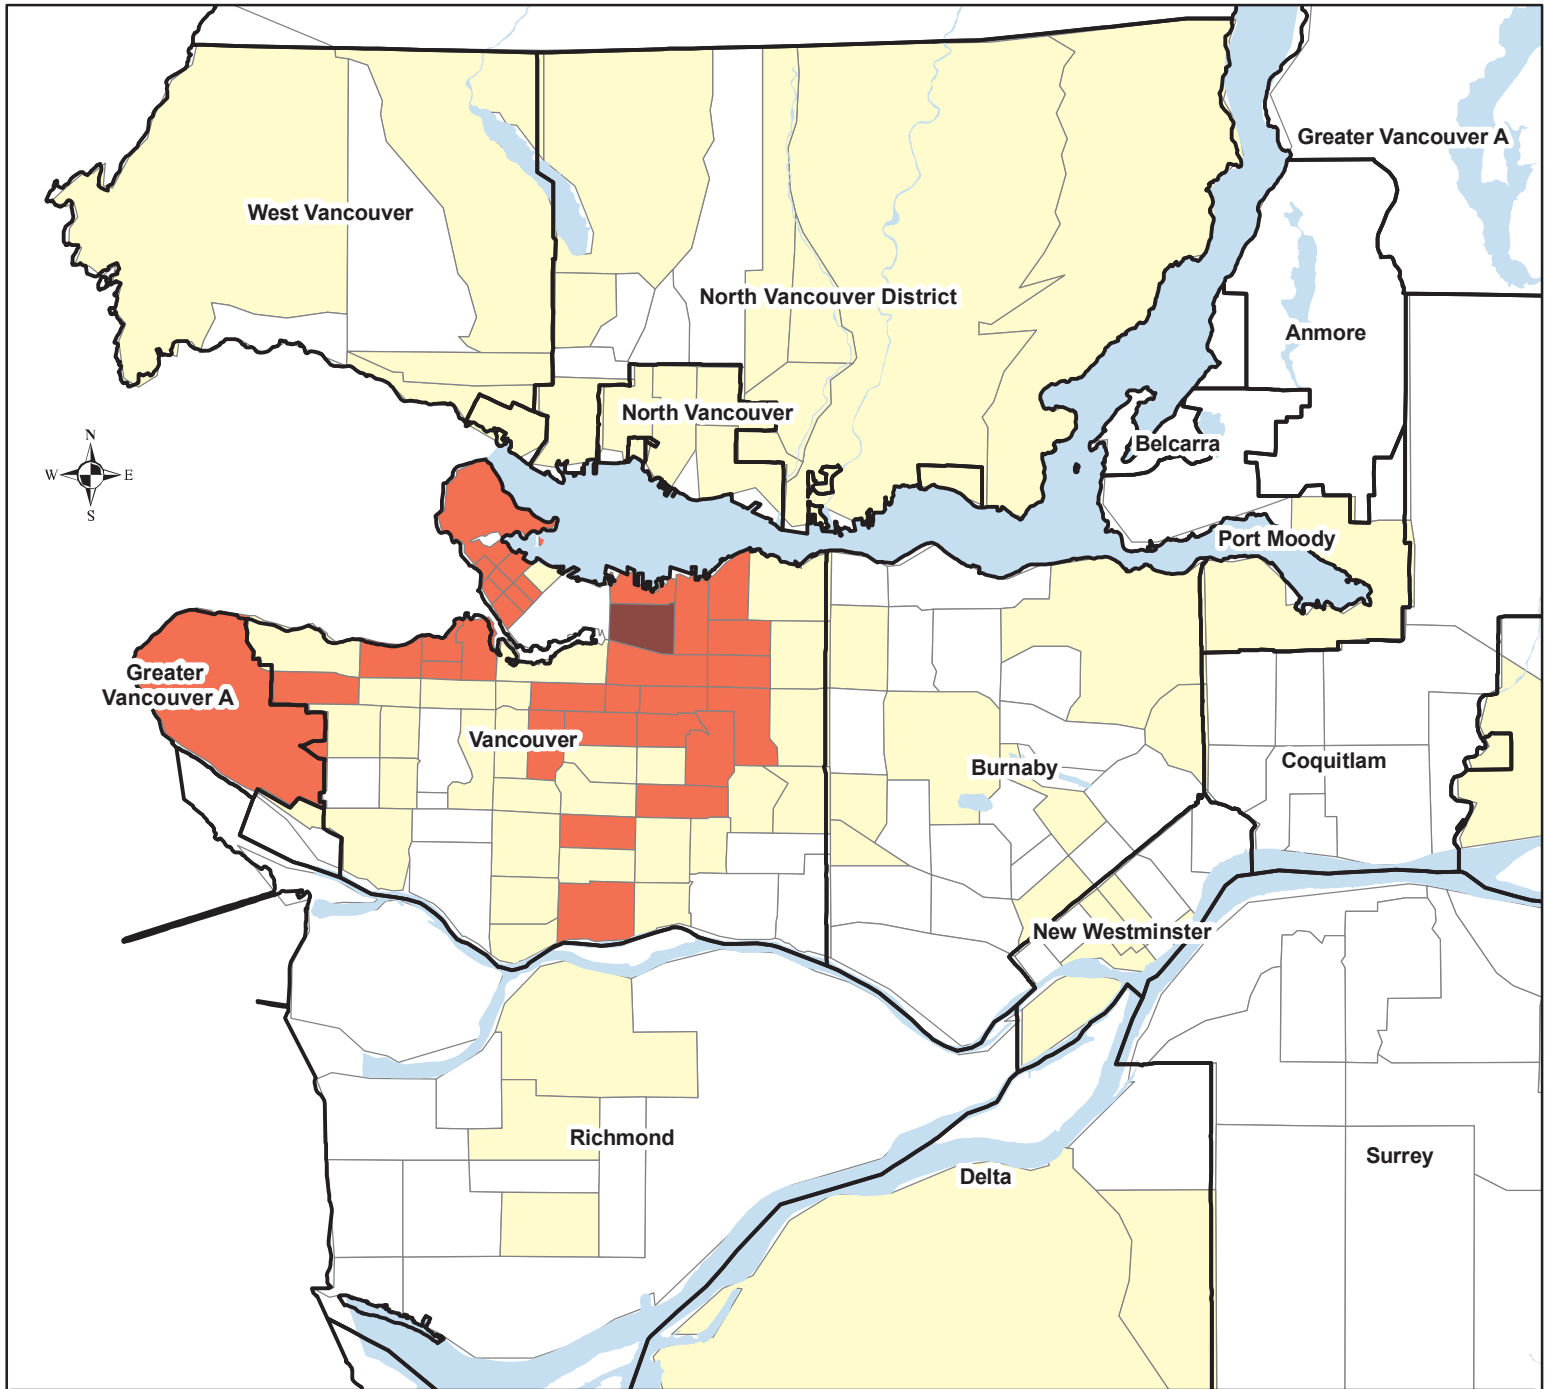 Greater Vancouver A
West Vancouver
North Vancouver District
Anmore
North Vancouver
Belcarra
N
W
E
S
Port Moody
Greater
Vancouver A
Vancouver
Burnaby
Coquitlam
New Westminster
Richmond
Delta
Surrey